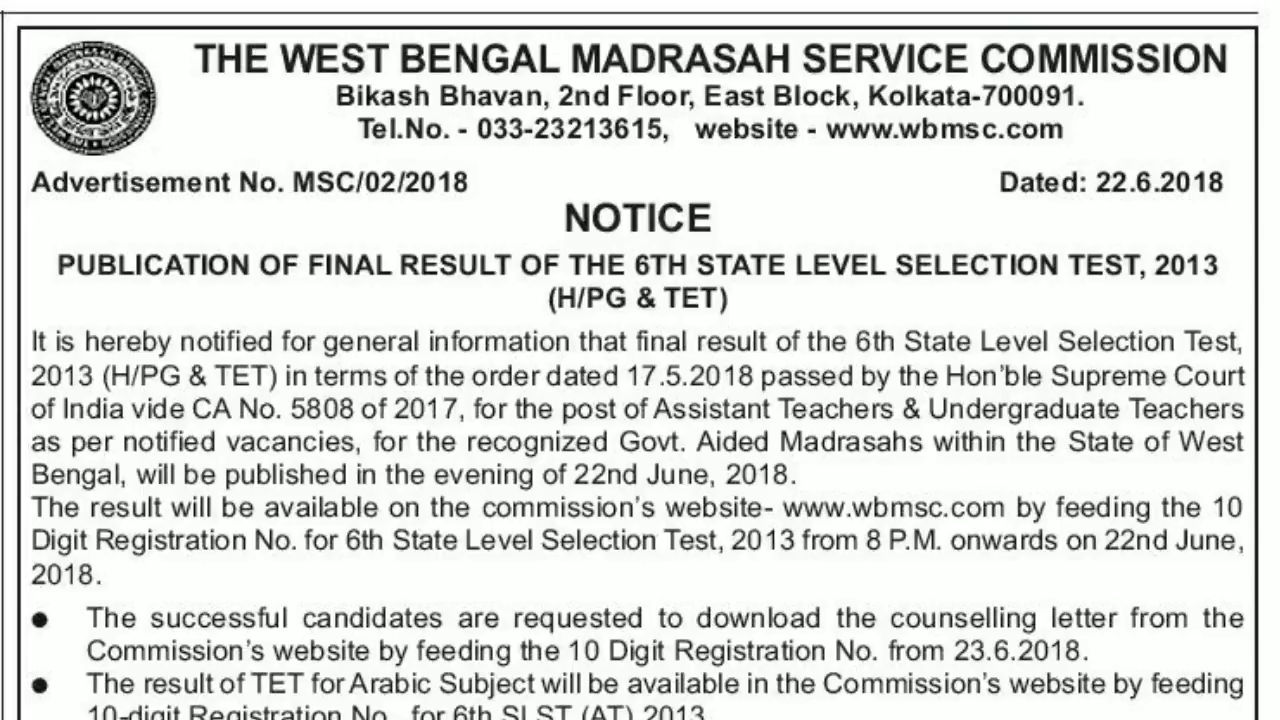 THE WEST BENGAL MADRASAH SERVICE COMMISSION
Bikash Bhavan, 2nd Floor, East Block, Kolkata-700091.
Tel.No. - 033-23213615, website - www.wbmsc.com
Advertisement No. MSC/02/2018 Dated: 22.6.2018
NOTICE
PUBLICATION OF FINAL RESULT OF THE 6TH STATE LEVEL SELECTION TEST, 2013
(H/PG & TET)
It is hereby notified for general information that final result of the 6th State Level Selection Test,
2013 (H/PG & TET) in terms of the order dated 17.5.2018 passed by the Hon'ble Supreme Court
of India vide CA No. 5808 of 2017, for the post of Assistant Teachers & Undergraduate Teachers
as per notified vacancies, for the recognized Govt. Aided Madrasahs within the State of West
Bengal, will be published in the evening of 22nd June, 2018.
The result will be available on the commission's website- www.wbmsc.com by feeding the 10
Digit Registration No. for 6th State Level Selection Test, 2013 from 8 P.M. onwards on 22nd June,
2018.
● The successful candidates are requested to download the counselling letter from the
Commission's website by feeding the 10 Digit Registration No. from 23.6.2018.
● The result of TET for Arabic Subject will be available in the Commission's website by feeding
10-digit Registration No., for 6th SLST (AT) 2013.